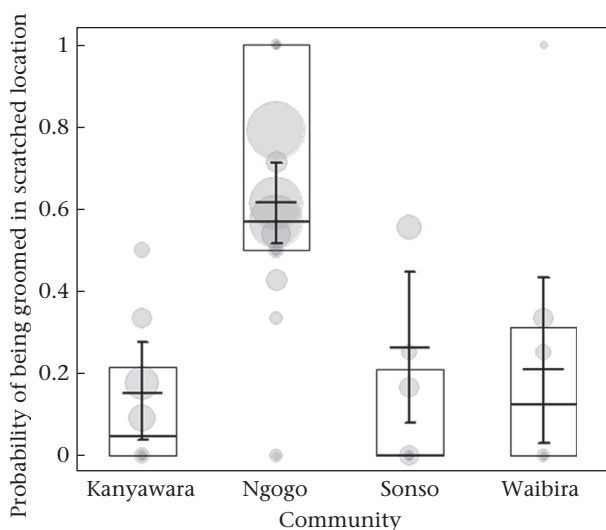 Probability of being groomed in scratched location
1
0.8
0.6
0.4
0.2
0
Kanyawara Ngogo Sonso Waibira
Community